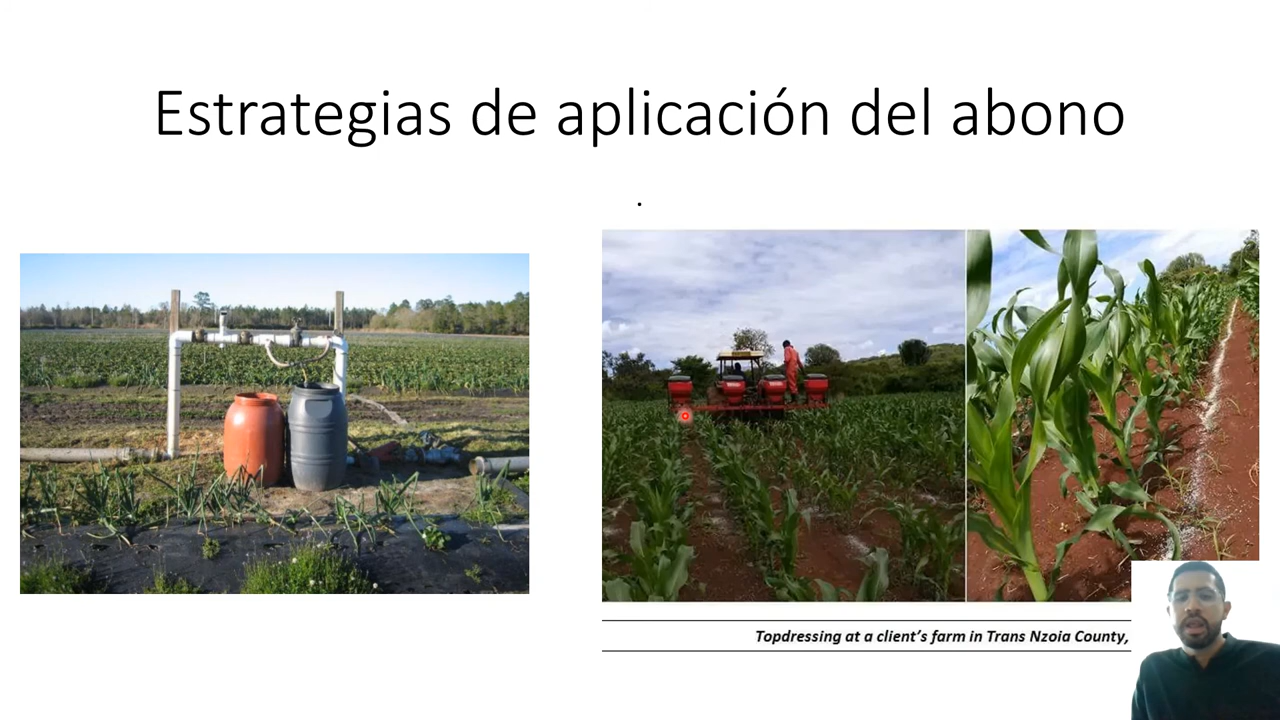 Estrategias de aplicación del abono
.
Topdressing at a client's farm in Trans Nzoia County,